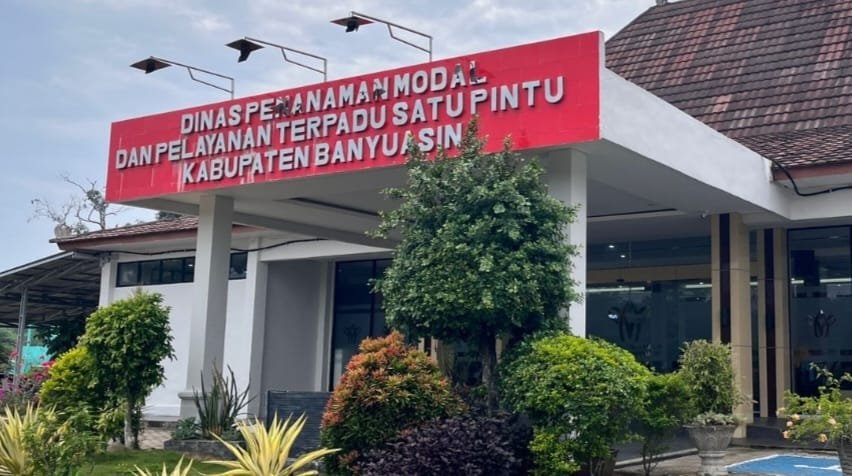 DINAS PENANAMAN MODAL
DAN PELAYANAN TERPADU SATU PINTU
KABUPATEN BANYUASIN